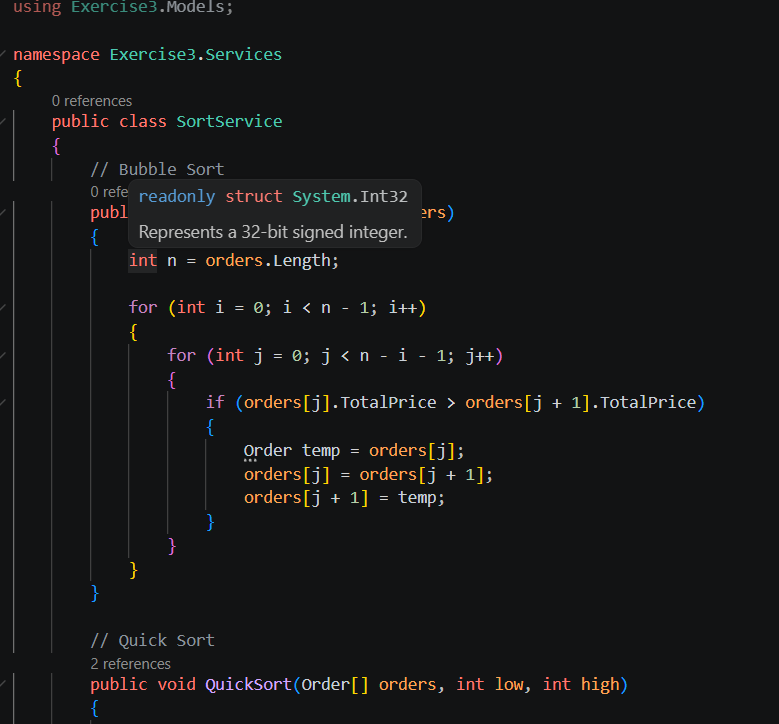 using Exercise3.Models;
namespace Exercise3.Services
{
0 references
public class SortService
{
// Bubble Sort
0 refe
publ
readonly struct System.Int32
Represents a 32-bit signed integer.
ers)
{
int n = orders.Length;
for (int i = 0; i < n - 1; i++)
{
for (int j = 0; j < n - i - 1; j++)
{
if (orders[j].TotalPrice > orders[j + 1].TotalPrice)
{
Order temp = orders[j];
orders[j] = orders[j + 1];
orders[j + 1] = temp;
}
}
}
}
// Quick Sort
2 references
public void QuickSort(Order[] orders, int low, int high)
{